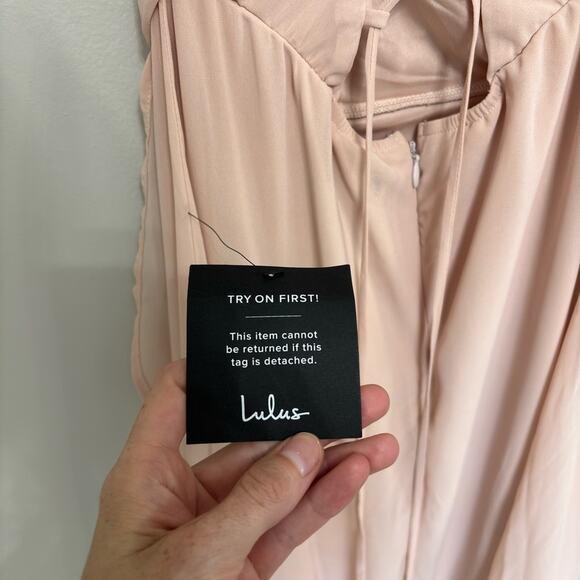 TRY ON FIRST!
This item cannot
be returned if this
tag is detached.
Lulus